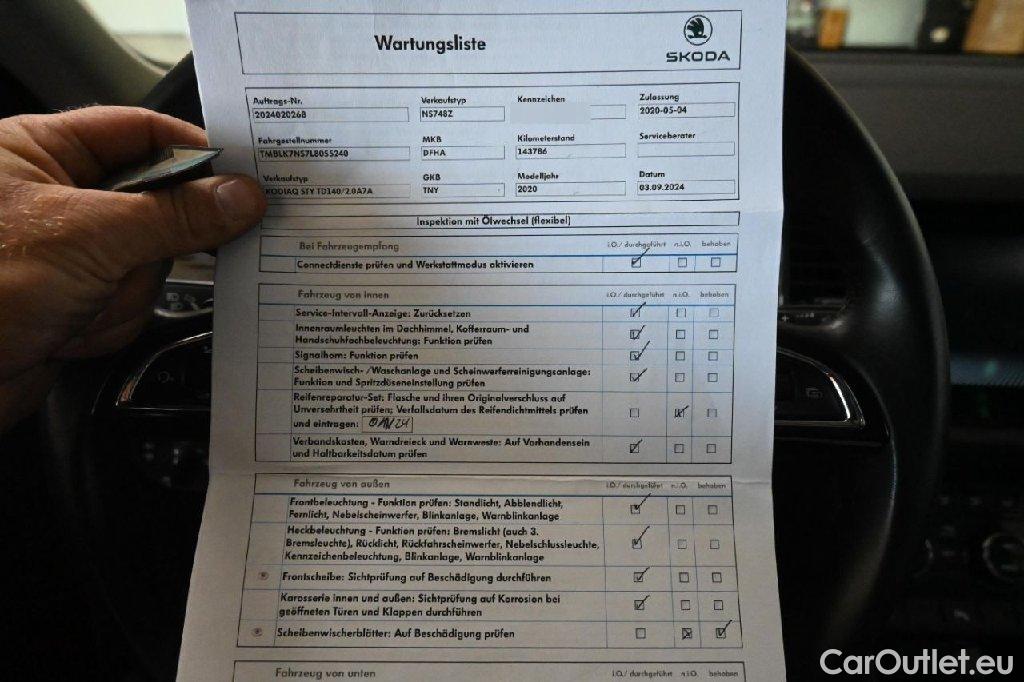 Wartungsliste
SKODA
Auftrags-Nr. Verkaufstyp Kennzeichen Zulassung
202402026B NS748Z 2020-05-04
Fahrgestellnummer MKB Kilometerstand Serviceberater
TMBLK7NS7L8055240 DFHA 143786
Verkaufstyp GKB Modelljahr Datum
KODIAQ STY TD140/2.0A7A TNY 2020 03.09.2024
Inspektion mit Ölwechsel (flexibel)
Bei Fahrzeugempfang i.O./ durchgeführt n.i.O. behoben
Connectdienste prüfen und Werkstattmodus aktivieren
Fahrzeug von innen i.O./ durchgeführt n.i.O. behoben
Service-Intervall-Anzeige: Zurücksetzen
Innenraumleuchten im Dachhimmel, Kofferraum- und
Handschuhfachbeleuchtung: Funktion prüfen
Signalhorn: Funktion prüfen
Scheibenwisch- /Waschanlage und Scheinwerferreinigungsanlage:
Funktion und Spritzdüseneinstellung prüfen
Reifenreparatur-Set: Flasche und ihren Originalverschluss auf
Unversehrtheit prüfen; Verfallsdatum des Reifendichtmittels prüfen
und eintragen:
Verbandskasten, Warndreieck und Warnweste: Auf Vorhandensein
und Haltbarkeitsdatum prüfen
Fahrzeug von außen i.O./ durchgeführt n.i.O. behoben
Frontbeleuchtung - Funktion prüfen: Standlicht, Abblendlicht,
Fernlicht, Nebelscheinwerfer, Blinkanlage, Warnblinkanlage
Heckbeleuchtung - Funktion prüfen: Bremslicht (auch 3.
Bremsleuchte), Rücklicht, Rückfahrscheinwerfer, Nebelschlussleuchte,
Kennzeichenbeleuchtung, Blinkanlage, Warnblinkanlage
Frontscheibe: Sichtprüfung auf Beschädigung durchführen
Karosserie innen und außen: Sichtprüfung auf Korrosion bei
geöffneten Türen und Klappen durchführen
Scheibenwischerblätter: Auf Beschädigung prüfen
Fahrzeug von unten i.O./ durchgeführt n.i.O. behoben
CarOutlet.eu